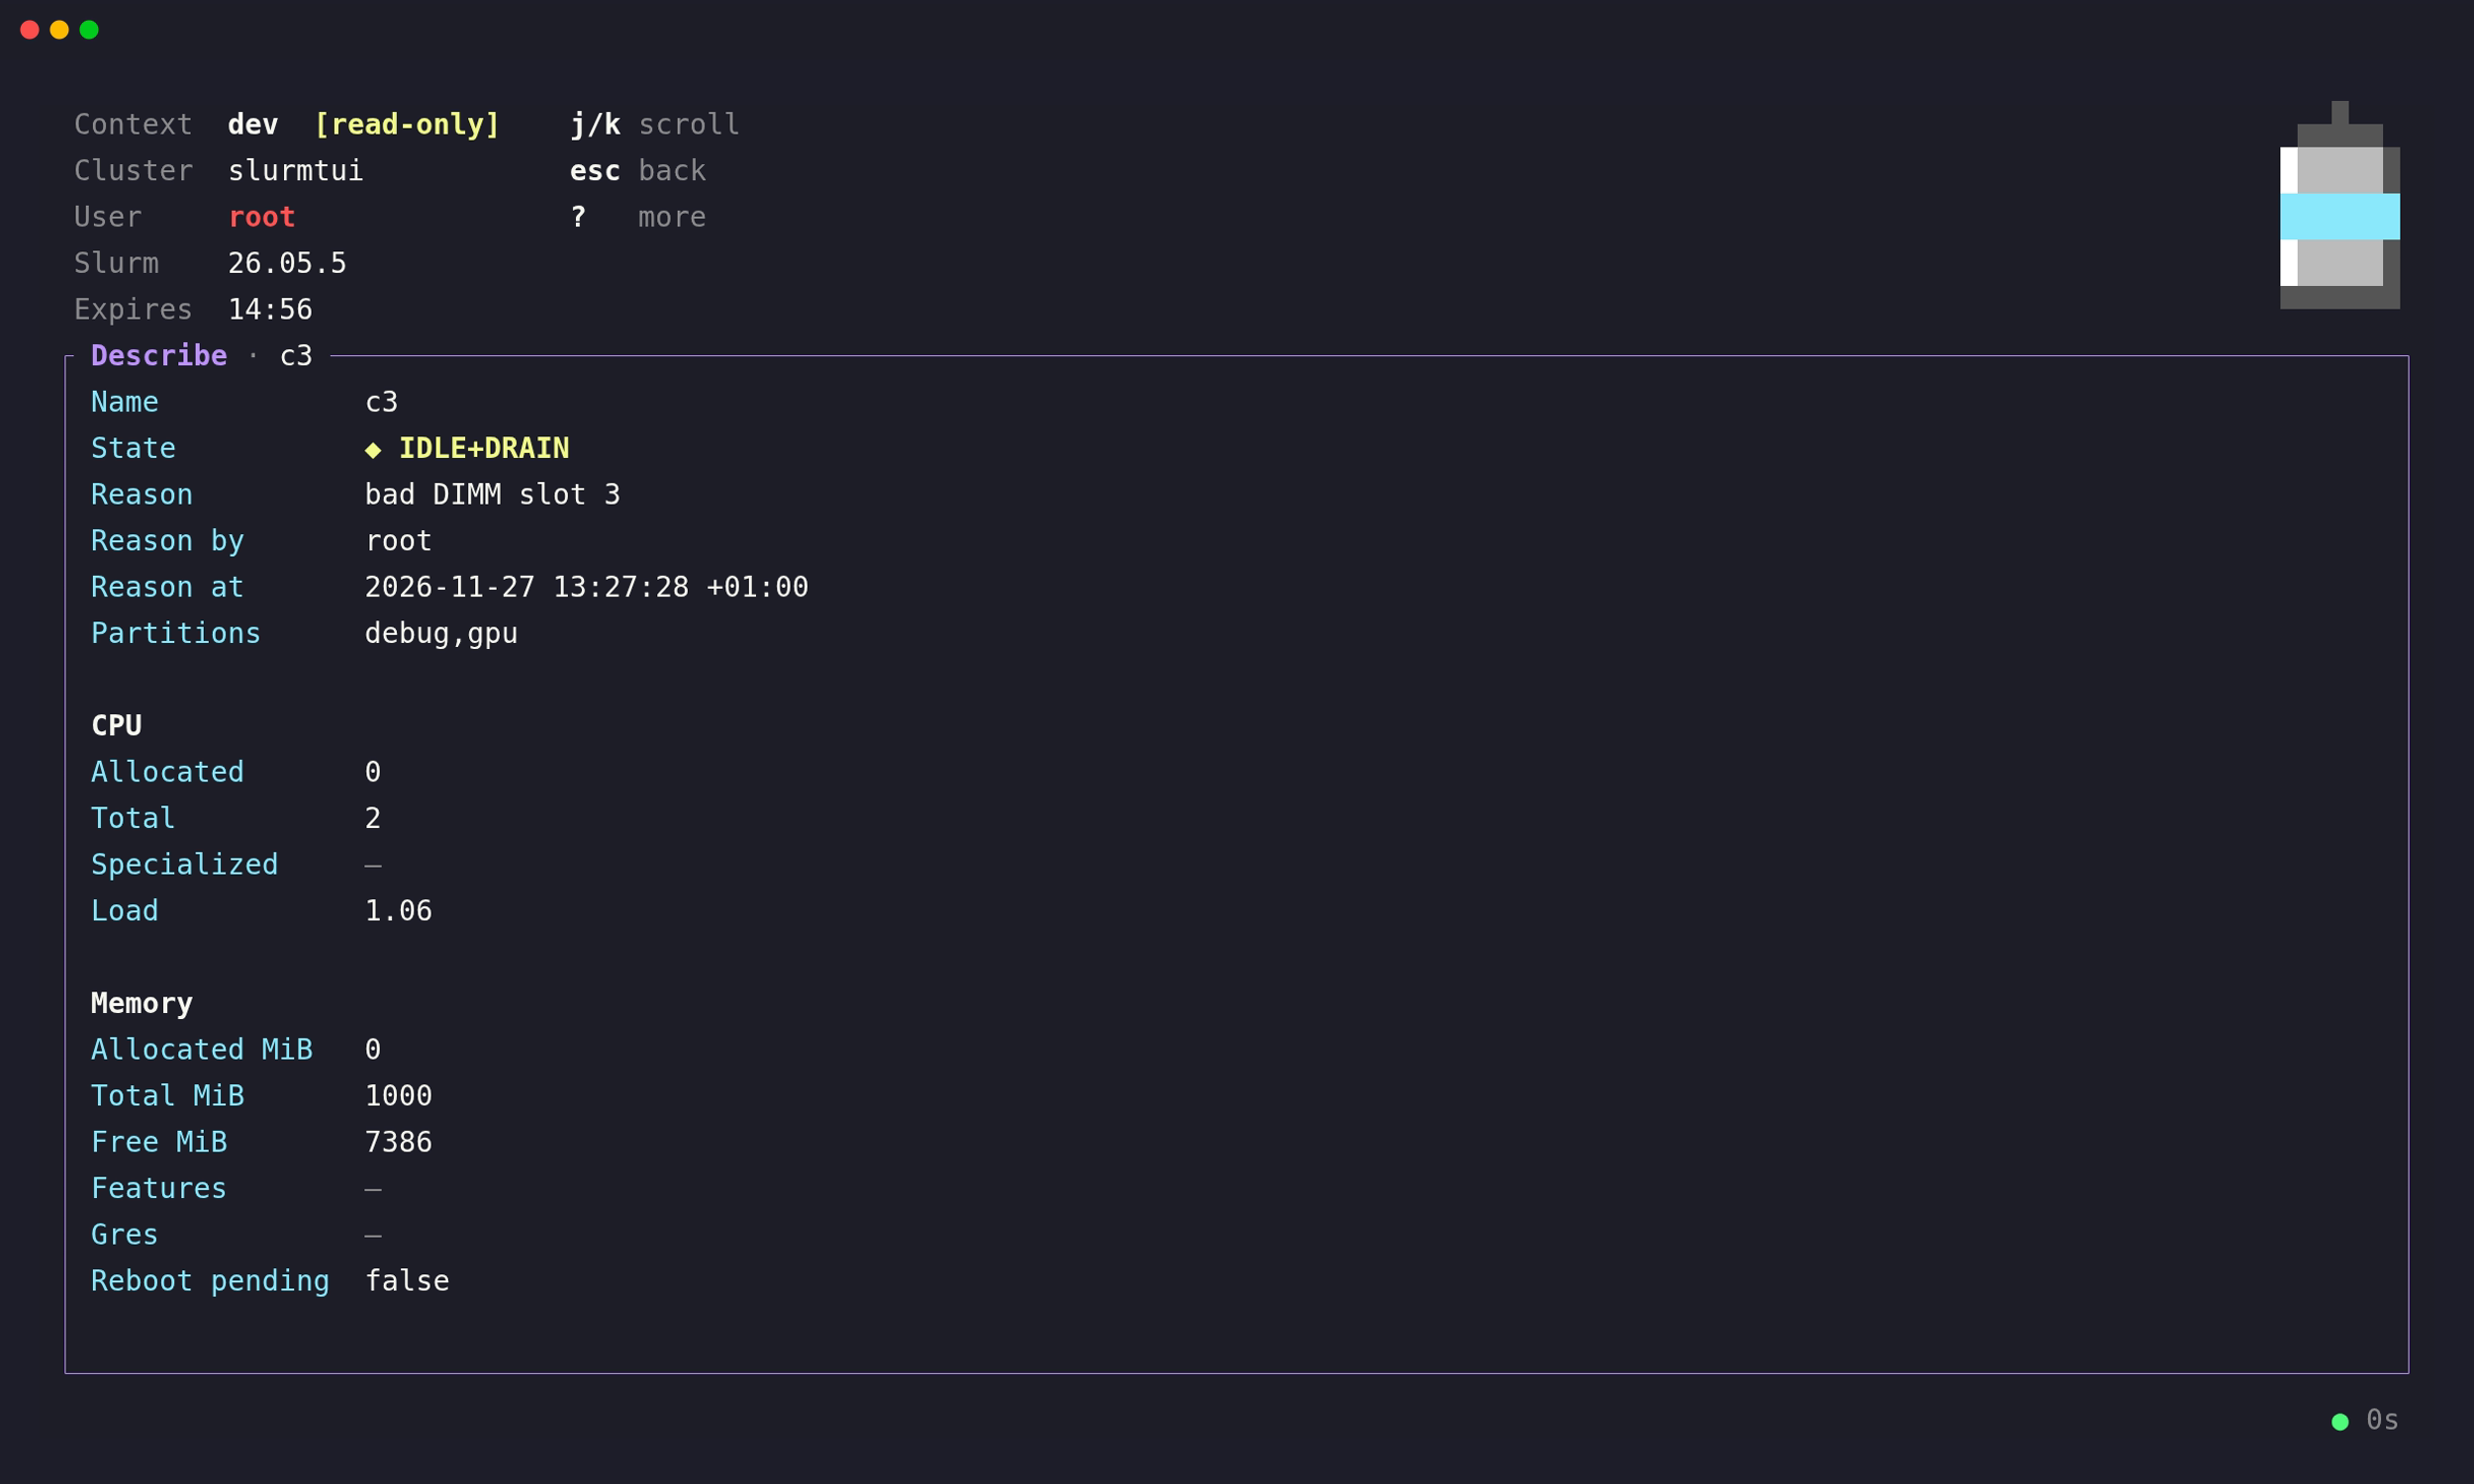 Context dev [read-only] j/k scroll
Cluster slurmtui esc back
User root ? more
Slurm 26.05.5
Expires 14:56
Describe · c3
Name c3
State ◆ IDLE+DRAIN
Reason bad DIMM slot 3
Reason by root
Reason at 2026-11-27 13:27:28 +01:00
Partitions debug,gpu
CPU
Allocated 0
Total 2
Specialized —
Load 1.06
Memory
Allocated MiB 0
Total MiB 1000
Free MiB 7386
Features —
Gres —
Reboot pending false
● 0s